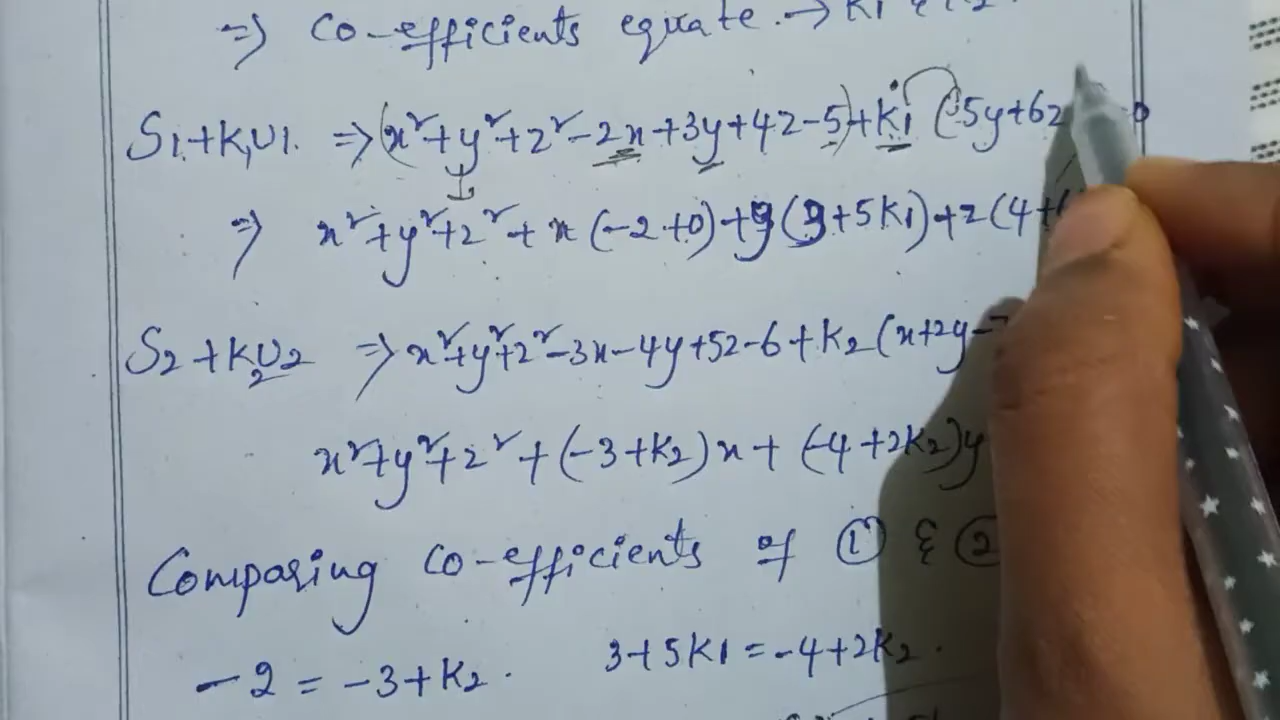 => Co-efficients equate. → K1 &
S1+K1U1 => (x²+y²+z²-2x+3y+4z-5)+K1 (5y+6z
=> x²+y²+z²+x(-2+0)+y(3+5K1)+z(4+
S2+K2U2 => x²+y²+z²-3x-4y+5z-6+K2(x+2y-
x²+y²+z²+(-3+K2)x+(-4+2K2)y
Comparing Co-efficients of ① & ②
-2 = -3+K2. 3+5K1=-4+2K2.